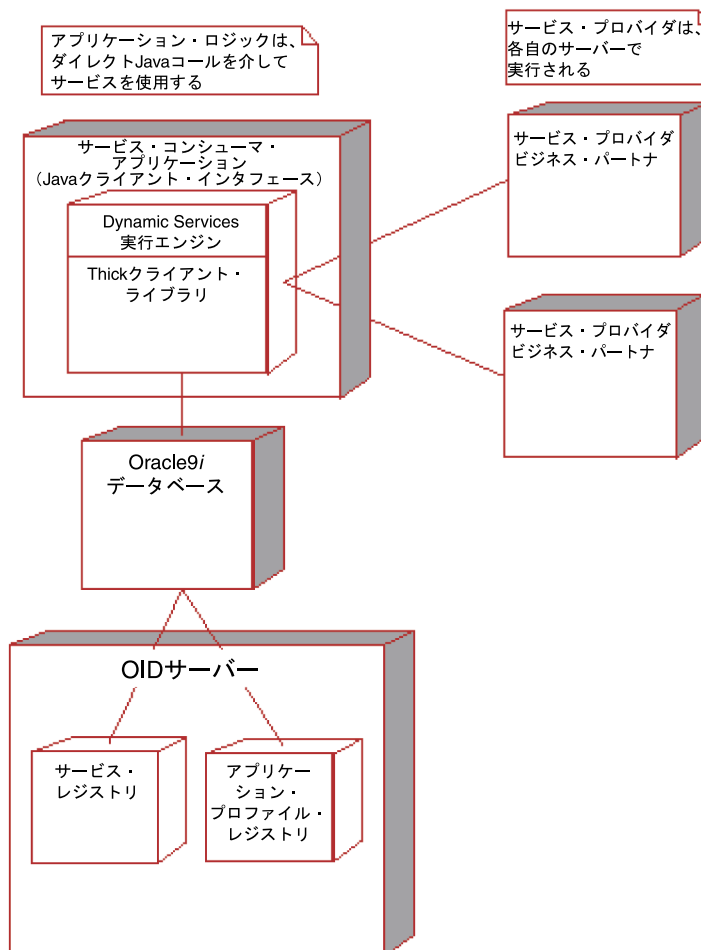 アプリケーション・ロジックは、
ダイレクトJavaコールを介して
サービスを使用する
サービス・プロバイダは、
各自のサーバーで
実行される
サービス・コンシューマ・
アプリケーション
（Javaクライアント・インタフェース）
Dynamic Services
実行エンジン
Thickクライアント・
ライブラリ
サービス・プロバイダ
ビジネス・パートナ
サービス・プロバイダ
ビジネス・パートナ
Oracle9i
データベース
OIDサーバー
サービス・
レジストリ
アプリケー
ション・
プロファイル・
レジストリ